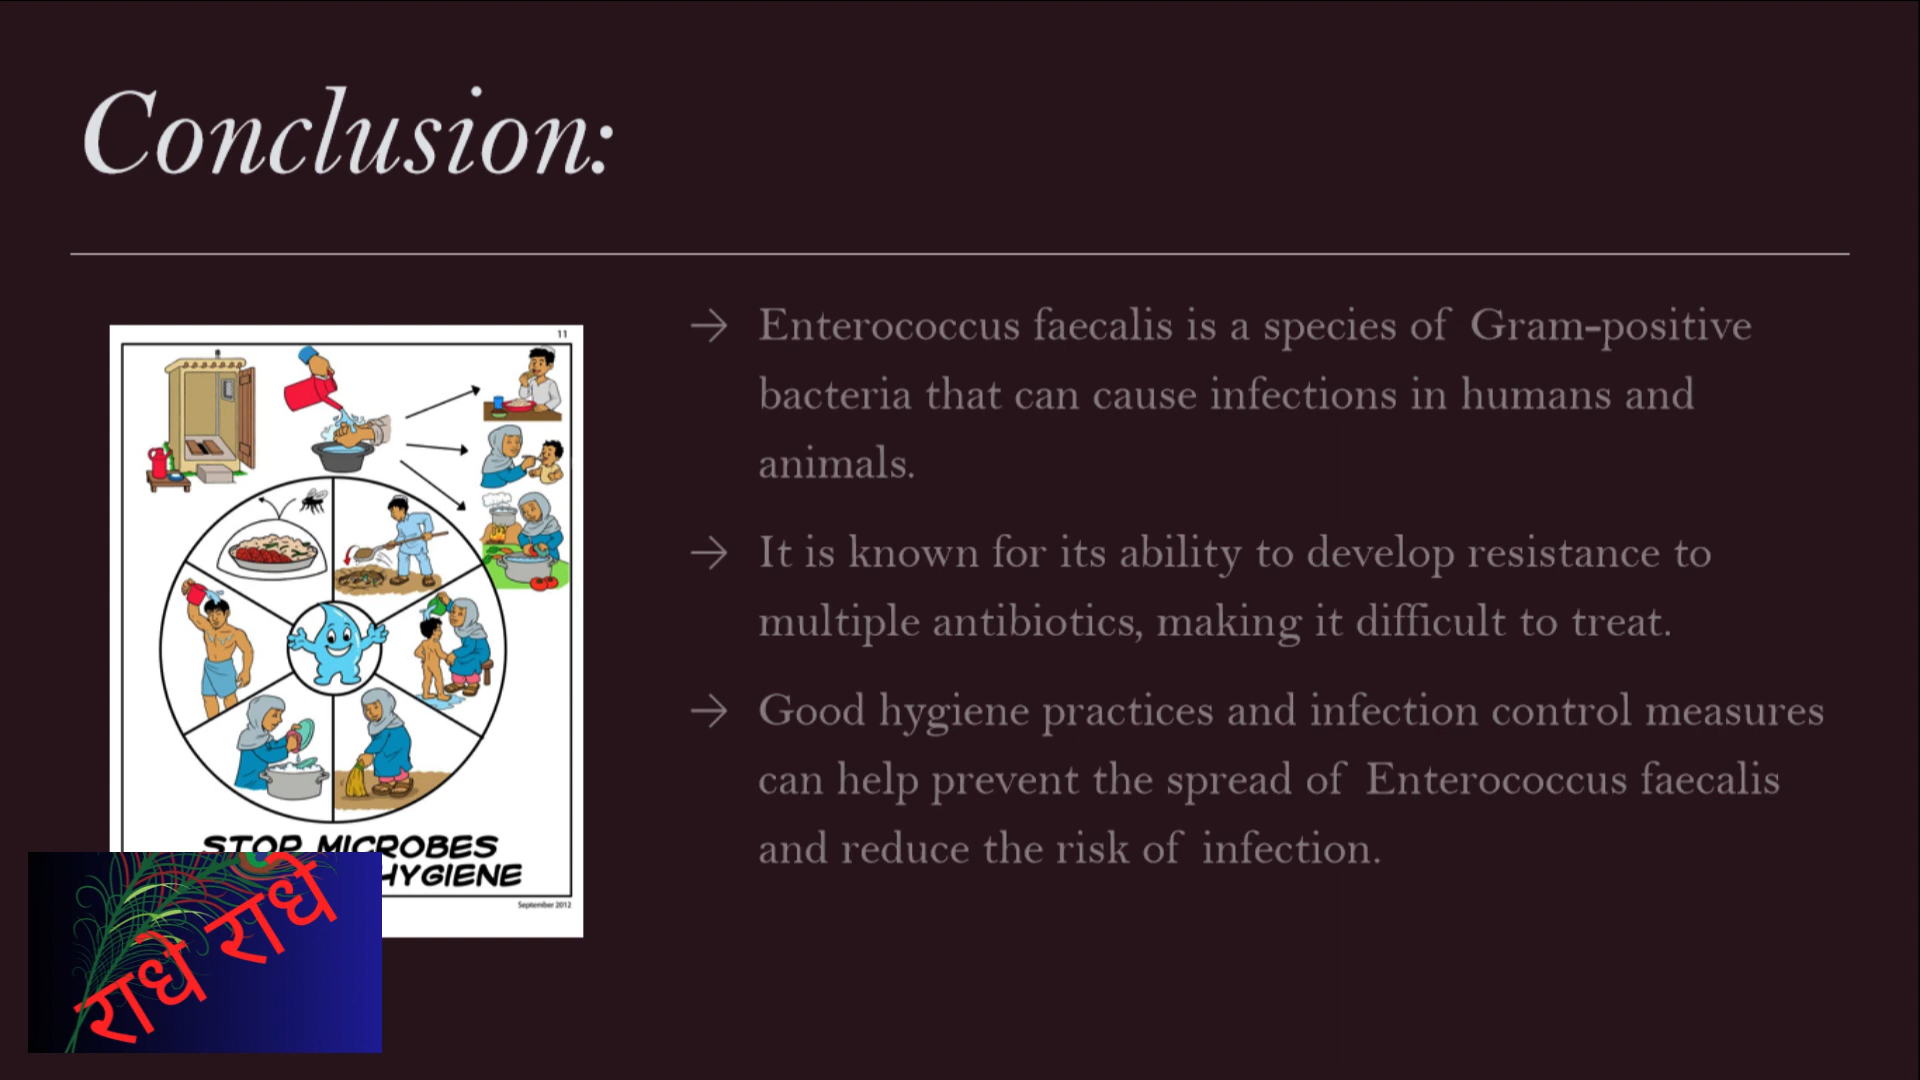 Conclusion:
11
→ Enterococcus faecalis is a species of Gram-positive
bacteria that can cause infections in humans and
animals.
→ It is known for its ability to develop resistance to
multiple antibiotics, making it difficult to treat.
→ Good hygiene practices and infection control measures
can help prevent the spread of Enterococcus faecalis
and reduce the risk of infection.
STOP MICROBES
HYGIENE
September 2012
राधे राधे